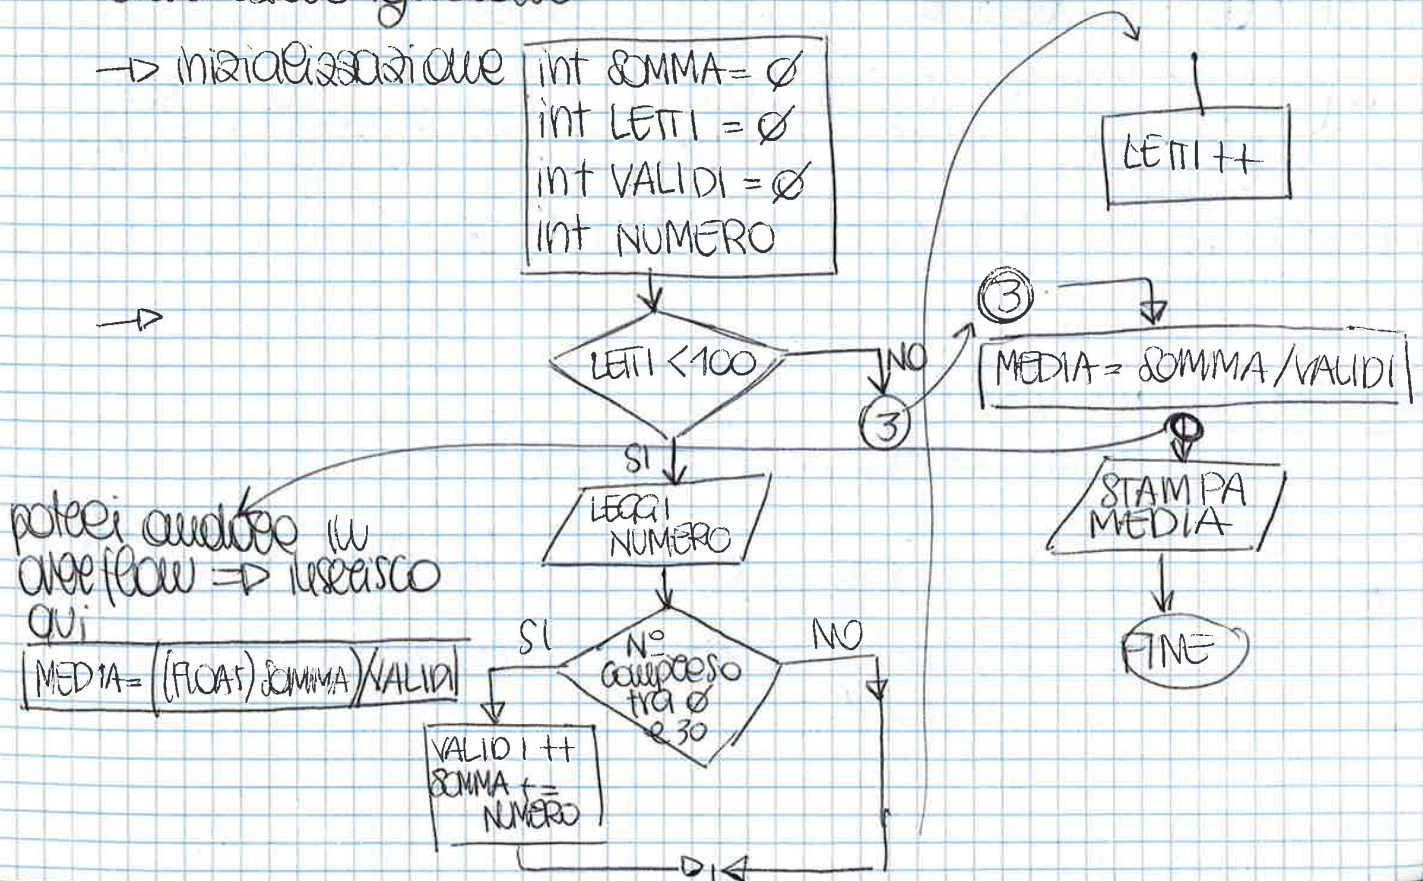 → inizializzazione
int SOMMA = Ø
int LETTI = Ø
int VALIDI = Ø
int NUMERO
→
LETTI < 100
NO
3
SI
LEGGI
NUMERO
potrei andare in
overflow => inserisco
qui
MEDIA = ((FLOAT) SOMMA)/VALIDI
SI
N°
compreso
tra Ø
e 30
NO
VALIDI ++
SOMMA +=
NUMERO
LETTI ++
3
MEDIA = SOMMA/VALIDI
STAMPA
MEDIA
FINE